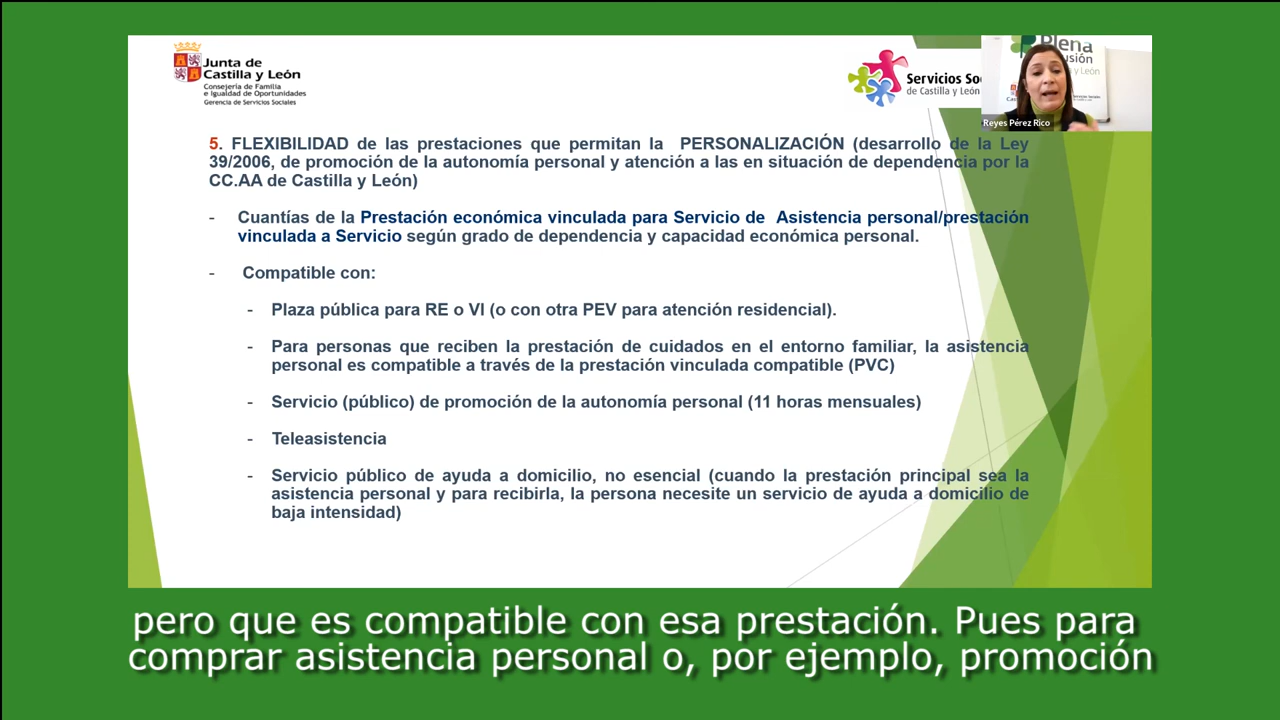 Junta de
Castilla y León
Consejería de Familia
e Igualdad de Oportunidades
Gerencia de Servicios Sociales
Servicios
de Castilla y León
Plena
Reyes Pérez Rico
5. FLEXIBILIDAD de las prestaciones que permitan la PERSONALIZACIÓN (desarrollo de la Ley
39/2006, de promoción de la autonomía personal y atención a las en situación de dependencia por la
CC.AA de Castilla y León)
- Cuantías de la Prestación económica vinculada para Servicio de Asistencia personal/prestación
vinculada a Servicio según grado de dependencia y capacidad económica personal.
- Compatible con:
- Plaza pública para RE o VI (o con otra PEV para atención residencial).
- Para personas que reciben la prestación de cuidados en el entorno familiar, la asistencia
personal es compatible a través de la prestación vinculada compatible (PVC)
- Servicio (público) de promoción de la autonomía personal (11 horas mensuales)
- Teleasistencia
- Servicio público de ayuda a domicilio, no esencial (cuando la prestación principal sea la
asistencia personal y para recibirla, la persona necesite un servicio de ayuda a domicilio de
baja intensidad)
pero que es compatible con esa prestación. Pues para
comprar asistencia personal o, por ejemplo, promoción